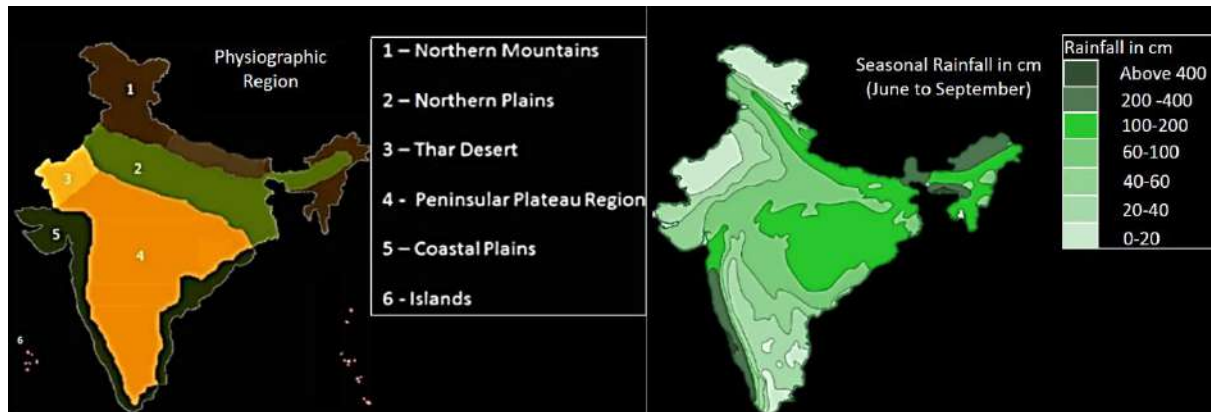 Physiographic
Region
1 – Northern Mountains
2 – Northern Plains
3 – Thar Desert
4 - Peninsular Plateau Region
5 – Coastal Plains
6 - Islands
1
2
3
4
5
6
Seasonal Rainfall in cm
(June to September)
Rainfall in cm
Above 400
200 -400
100-200
60-100
40-60
20-40
0-20